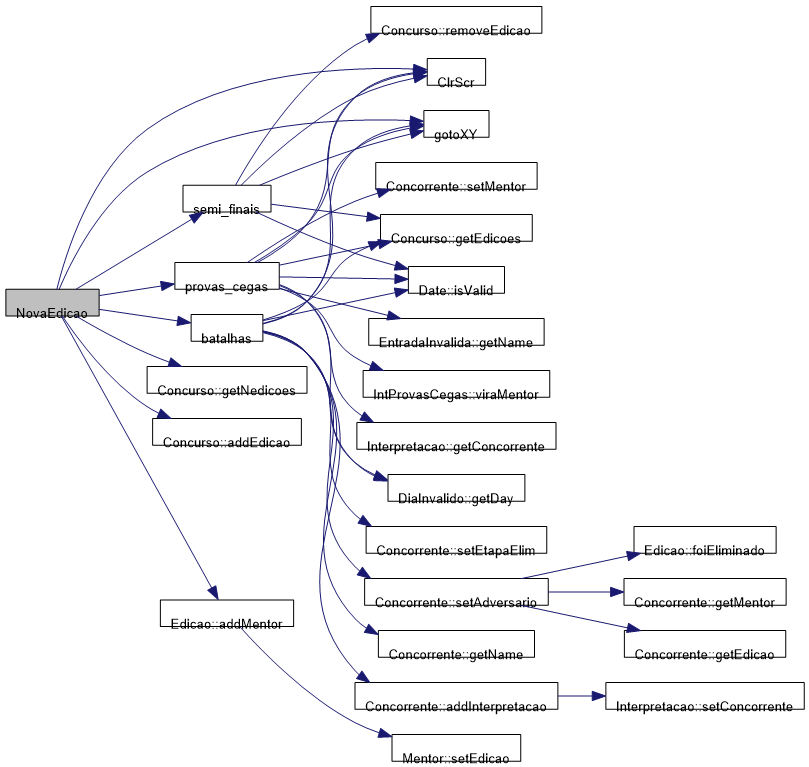 Concurso::removeEdicao
ClrScr
gotoXY
Concorrente::setMentor
semi_finais
Concurso::getEdicoes
provas_cegas
Date::isValid
NovaEdicao
batalhas
EntradaInvalida::getName
Concurso::getNedicoes
IntProvasCegas::viraMentor
Concurso::addEdicao
Interpretacao::getConcorrente
DiaInvalido::getDay
Concorrente::setEtapaElim
Edicao::foiEliminado
Concorrente::setAdversario
Concorrente::getMentor
Edicao::addMentor
Concorrente::getName
Concorrente::getEdicao
Concorrente::addInterpretacao
Interpretacao::setConcorrente
Mentor::setEdicao